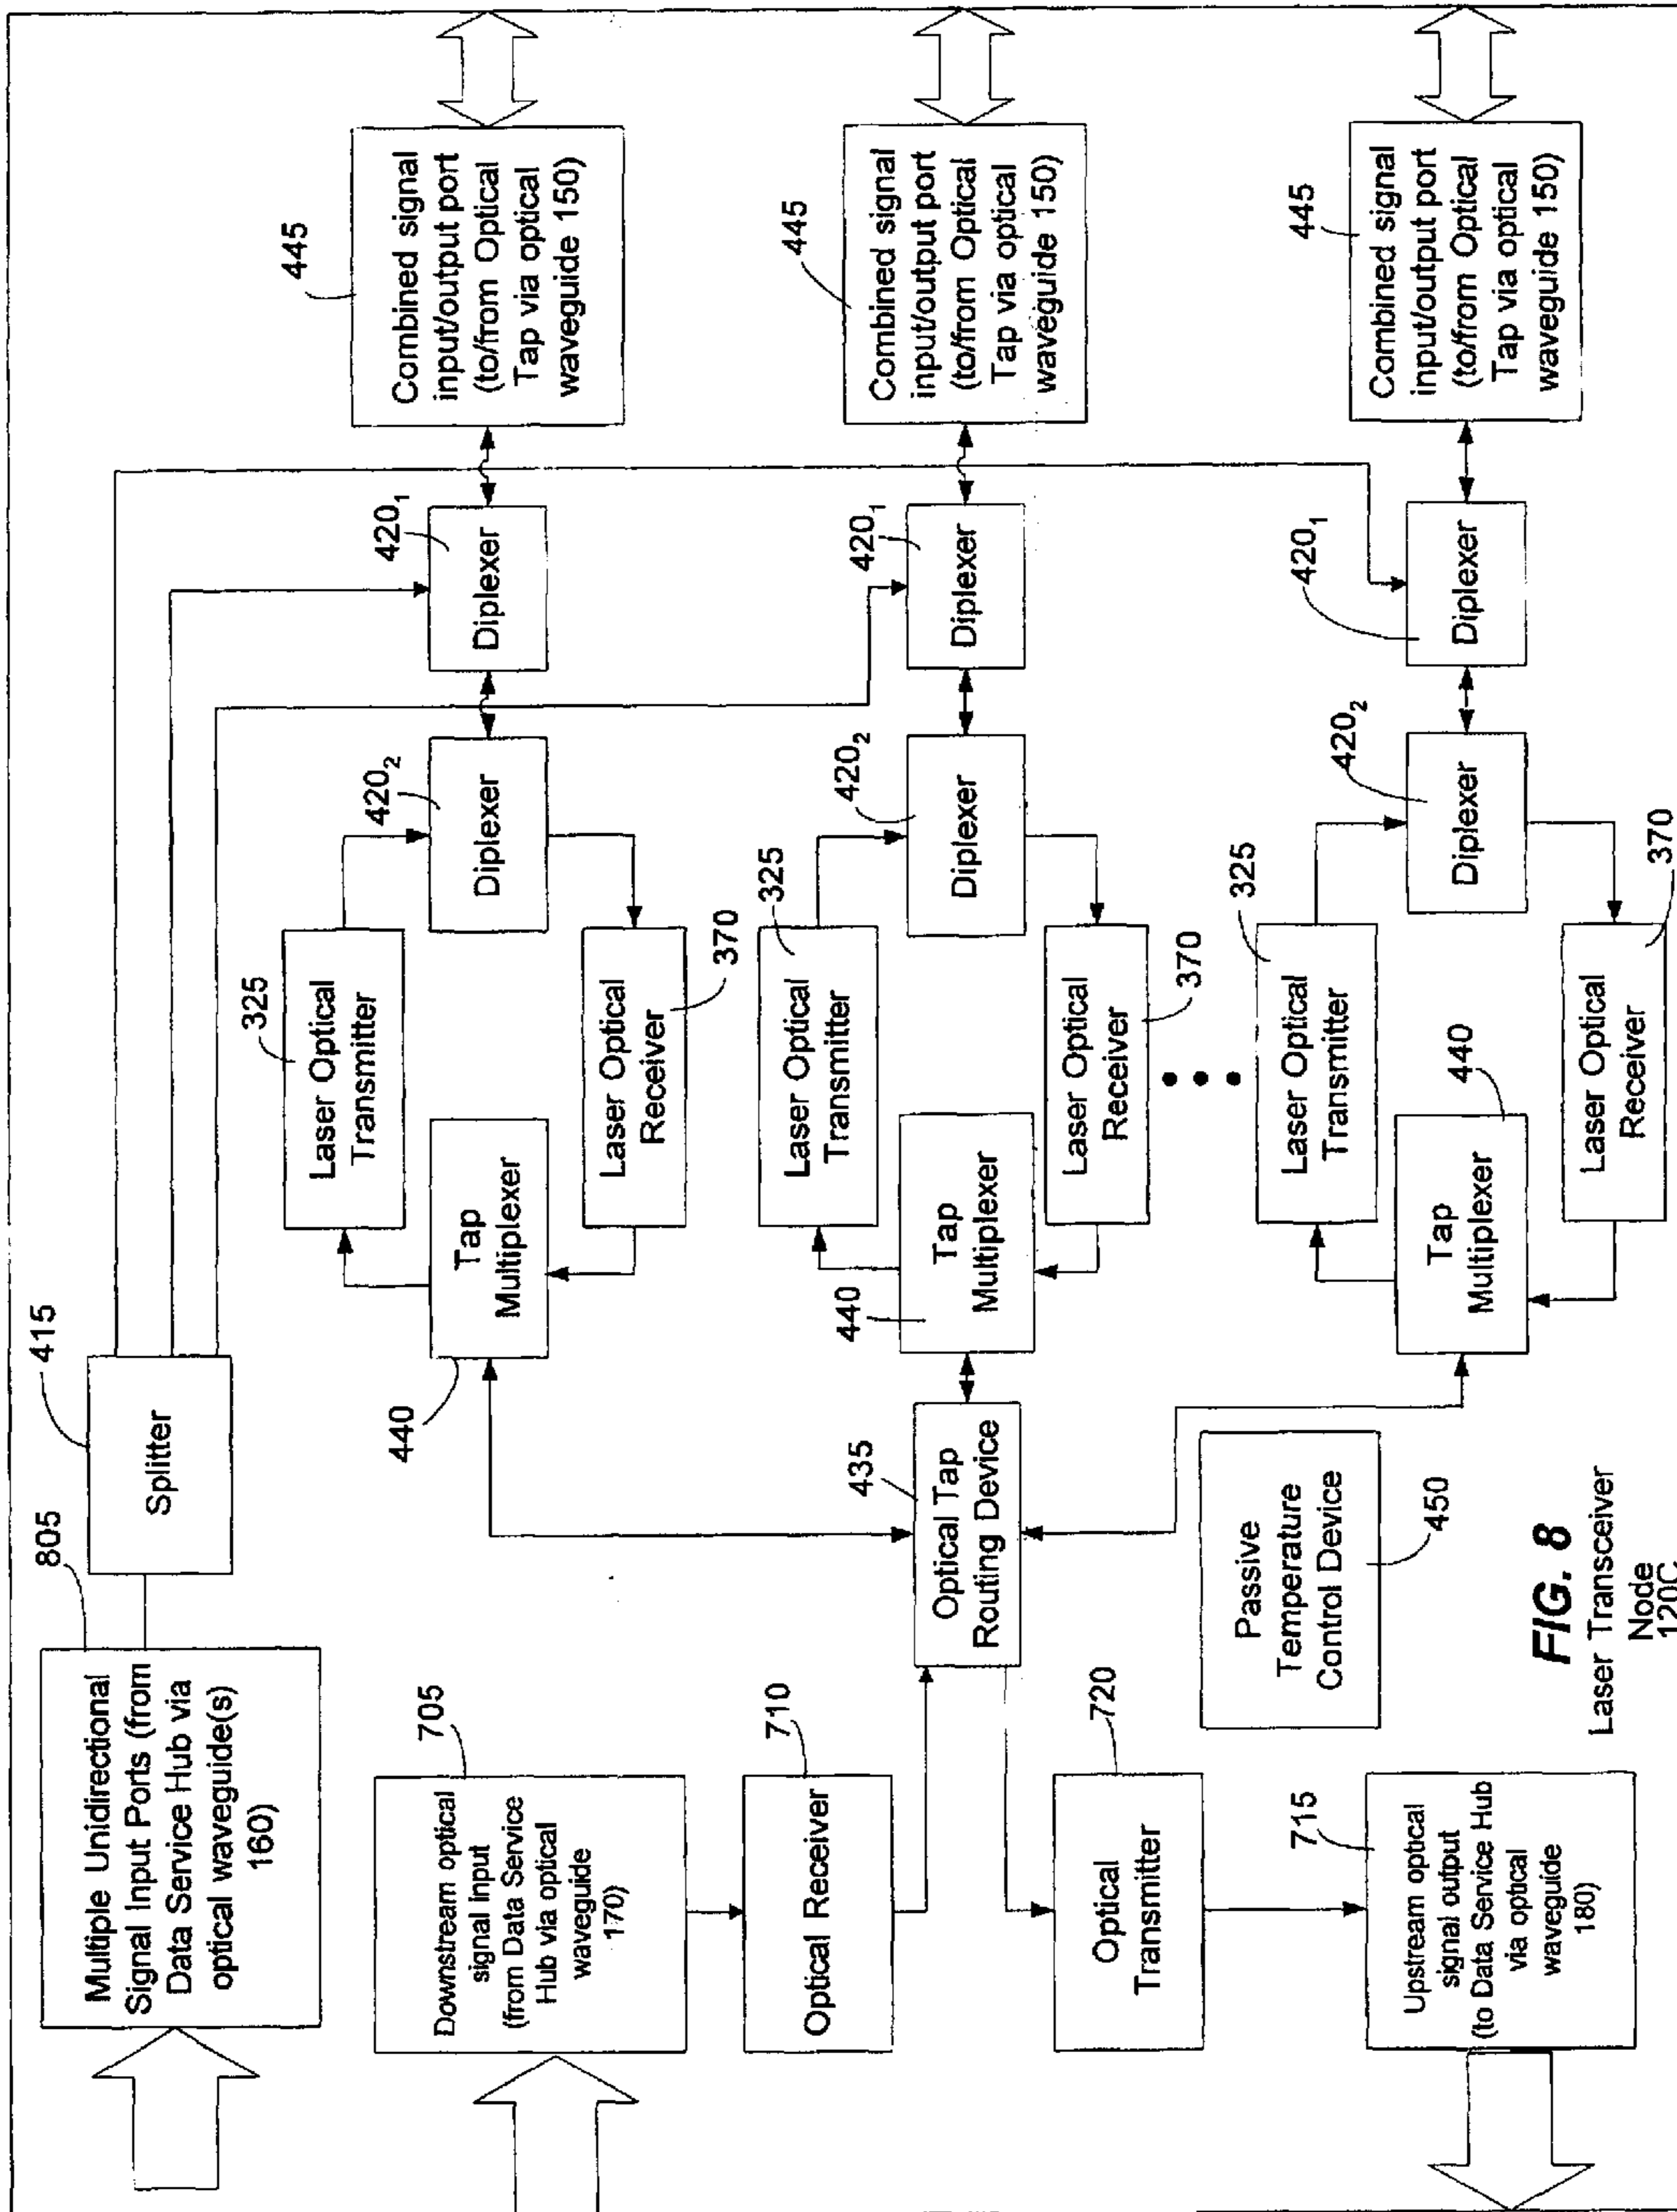 805
Multiple Unidirectional
Signal Input Ports (from
Data Service Hub via
optical waveguide(s)
160)
415
Splitter
705
Downstream optical
signal Input
(from Data Service
Hub via optical
waveguide
170)
710
Optical Receiver
720
Optical
Transmitter
715
Upstream optical
signal output
(to Data Service Hub
via optical
waveguide
180)
435
Optical Tap
Routing Device
Passive
Temperature
Control Device
450
440
Tap
Multiplexer
325
Laser Optical
Transmitter
Laser Optical
Receiver
370
420₂
Diplexer
420₁
Diplexer
445
Combined signal
input/output port
(to/from Optical
Tap via optical
waveguide 150)
440
Tap
Multiplexer
325
Laser Optical
Transmitter
Laser Optical
Receiver
370
420₂
Diplexer
420₁
Diplexer
445
Combined signal
input/output port
(to/from Optical
Tap via optical
waveguide 150)
440
Tap
Multiplexer
325
Laser Optical
Transmitter
Laser Optical
Receiver
370
420₂
Diplexer
420₁
Diplexer
445
Combined signal
input/output port
(to/from Optical
Tap via optical
waveguide 150)
FIG. 8
Laser Transceiver
Node
120C